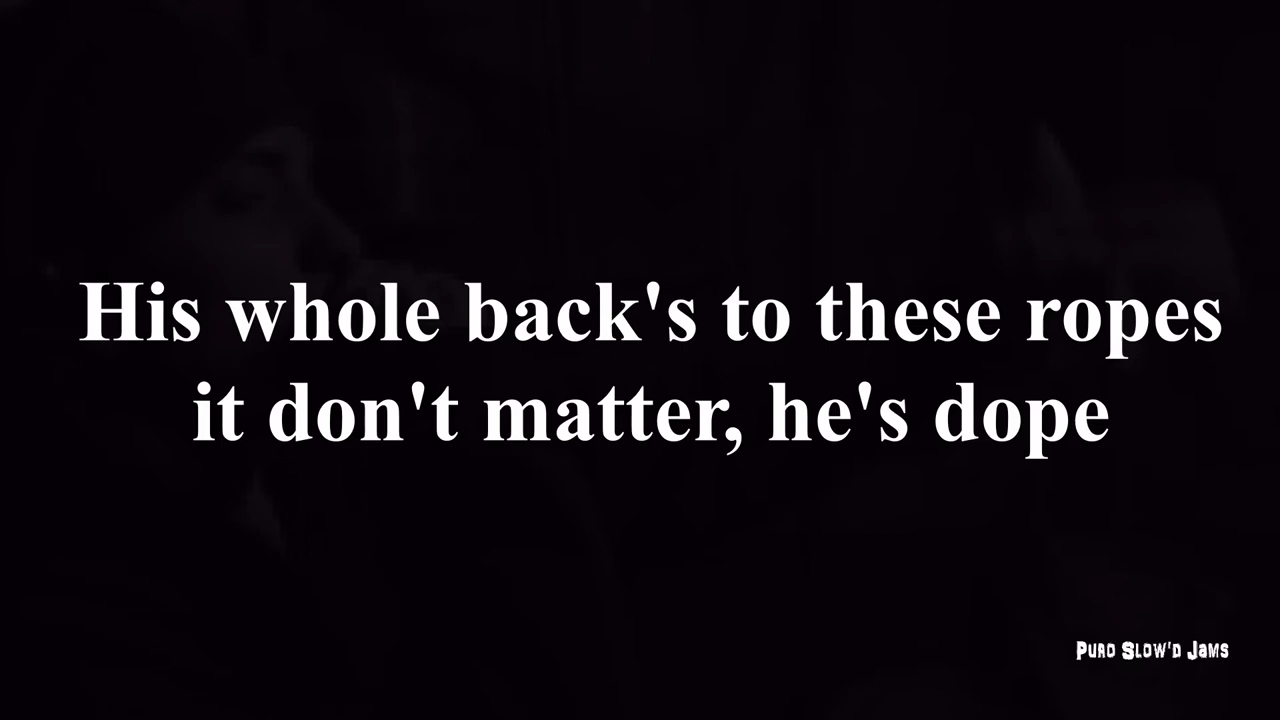 His whole back's to these ropes
it don't matter, he's dope
Puro Slow'd Jams